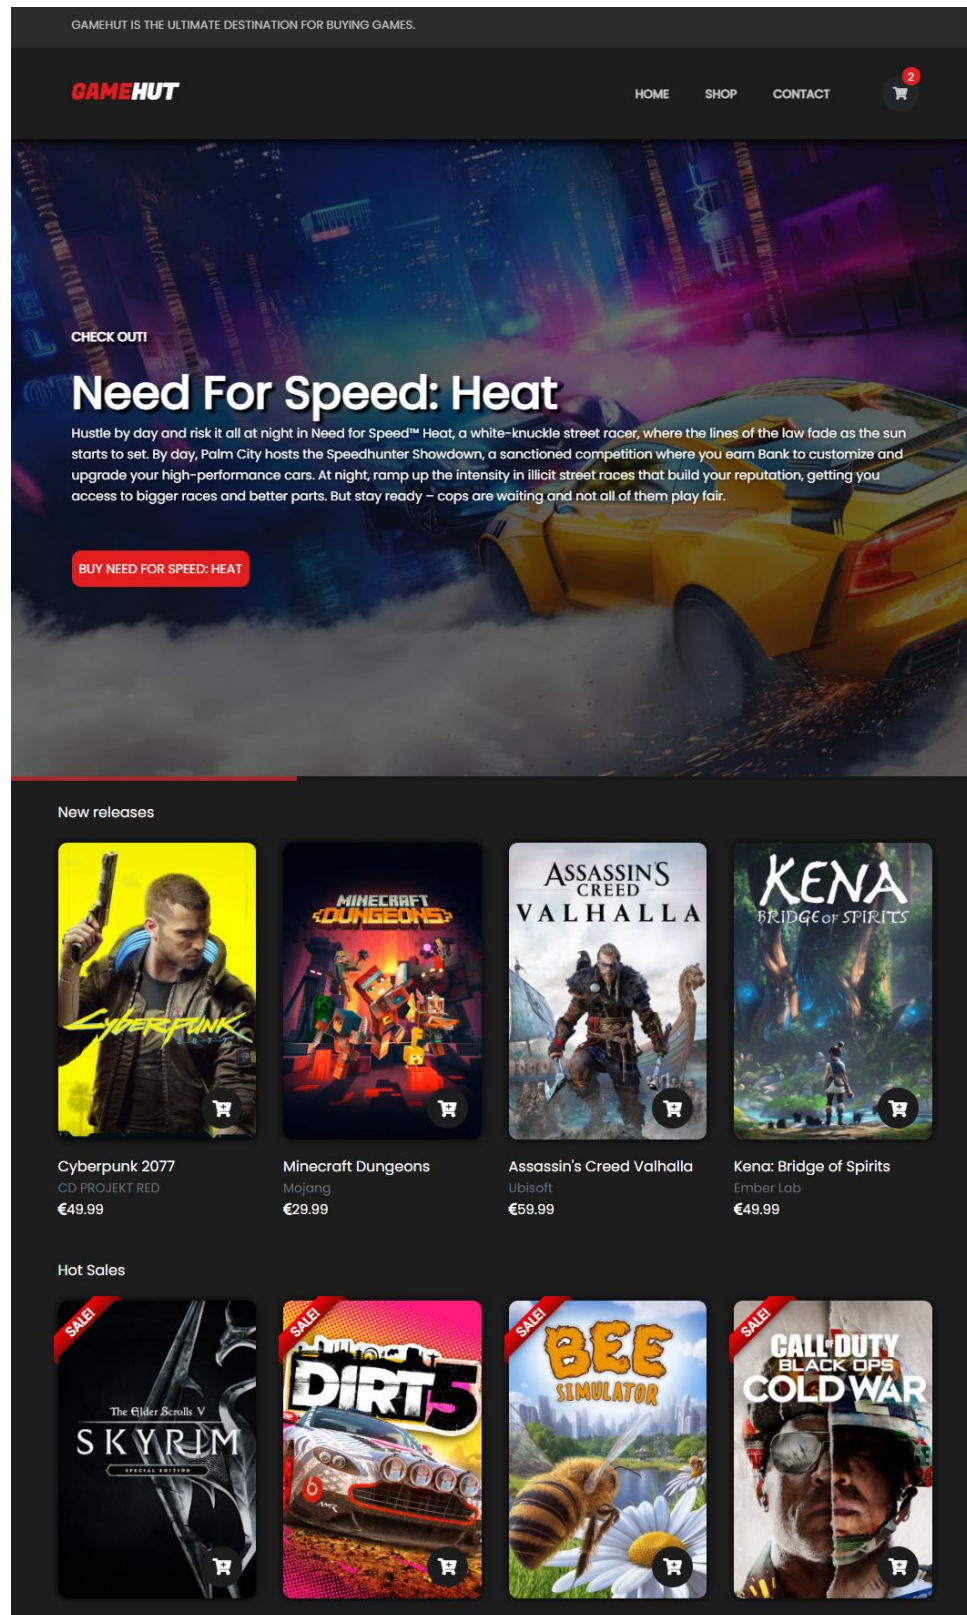 GAMEHUT IS THE ULTIMATE DESTINATION FOR BUYING GAMES.
GAMEHUT
HOME
SHOP
CONTACT
2
CHECK OUT!
Need For Speed: Heat
Hustle by day and risk it all at night in Need for Speed™ Heat, a white-knuckle street racer, where the lines of the law fade as the sun
starts to set. By day, Palm City hosts the Speedhunter Showdown, a sanctioned competition where you earn Bank to customize and
upgrade your high-performance cars. At night, ramp up the intensity in illicit street races that build your reputation, getting you
access to bigger races and better parts. But stay ready – cops are waiting and not all of them play fair.
BUY NEED FOR SPEED: HEAT
New releases
CYBERPUNK
2077
MINECRAFT
DUNGEONS
ASSASSIN'S
CREED
VALHALLA
KENA
BRIDGE OF SPIRITS
Cyberpunk 2077
CD PROJEKT RED
€49.99
Minecraft Dungeons
Mojang
€29.99
Assassin's Creed Valhalla
Ubisoft
€59.99
Kena: Bridge of Spirits
Ember Lab
€49.99
Hot Sales
SALE!
The Elder Scrolls V
SKYRIM
SPECIAL EDITION
SALE!
DIRT 5
6
SALE!
BEE
SIMULATOR
SALE!
CALL OF DUTY
BLACK OPS
COLD WAR